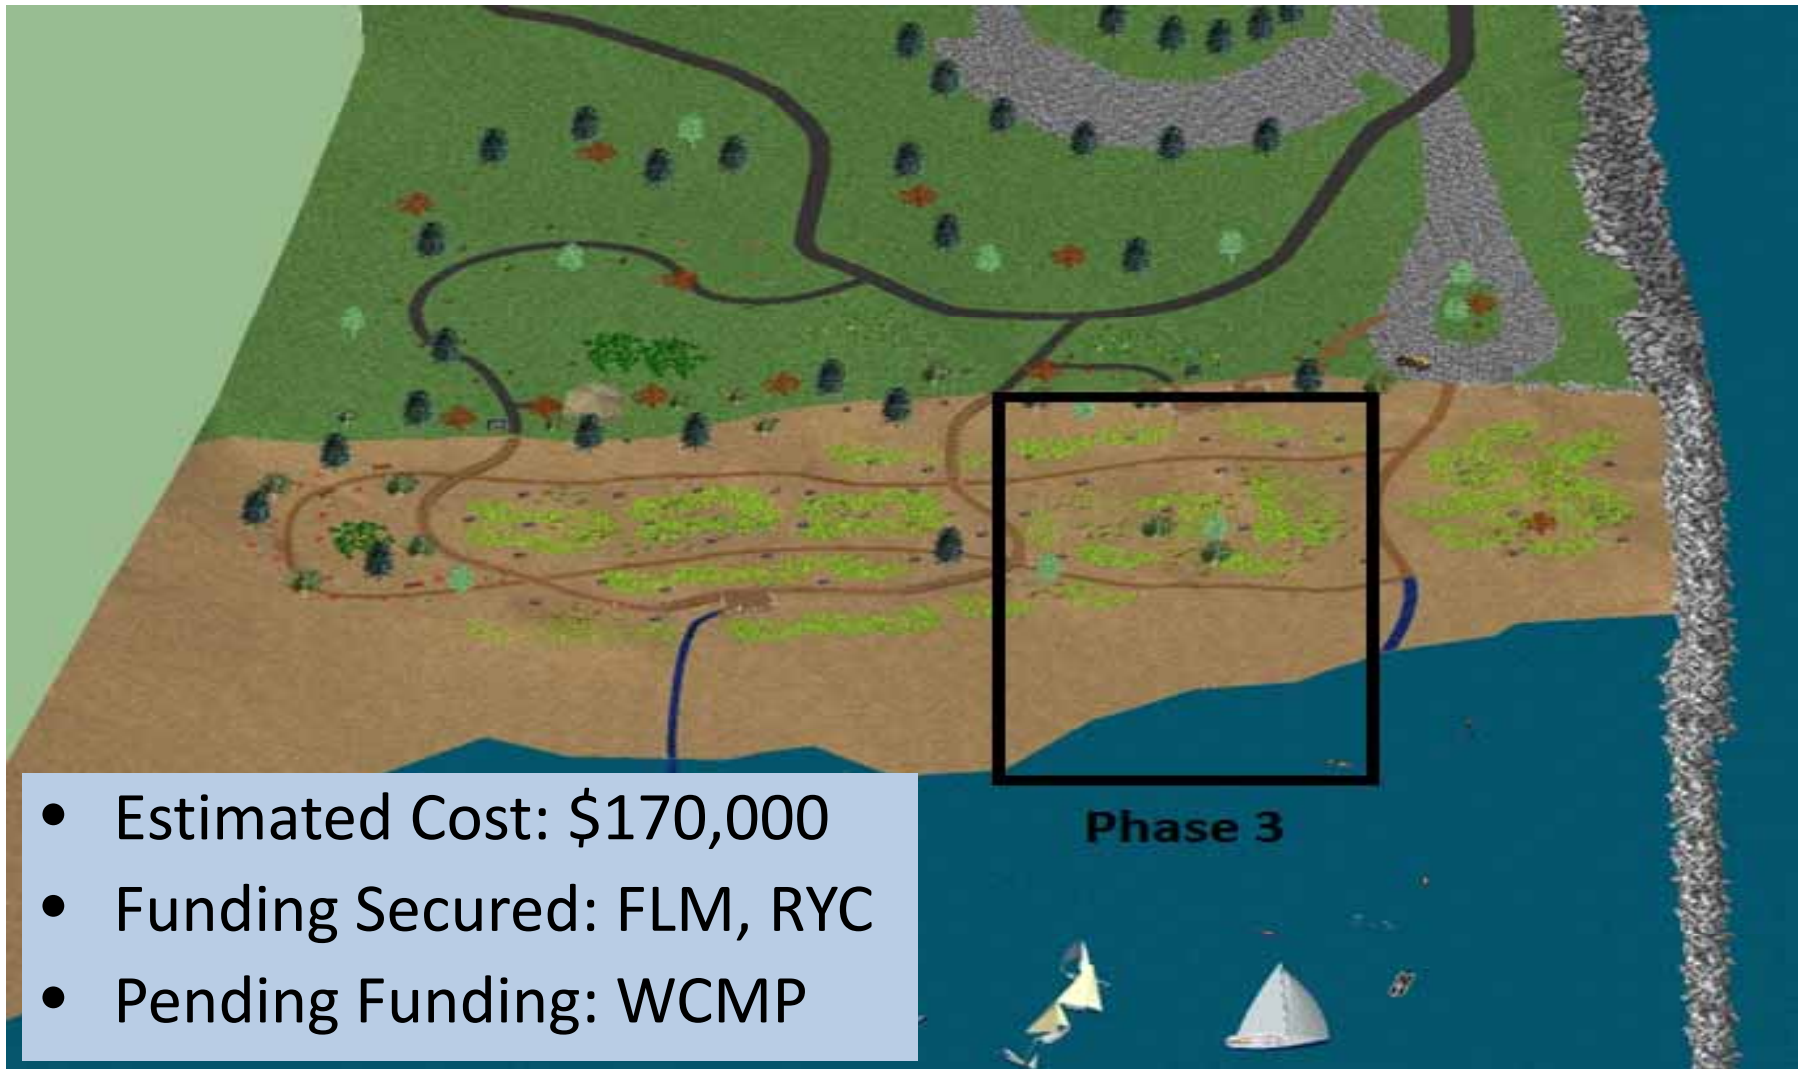 • Estimated Cost: $170,000
• Funding Secured: FLM, RYC
• Pending Funding: WCMP
Phase 3